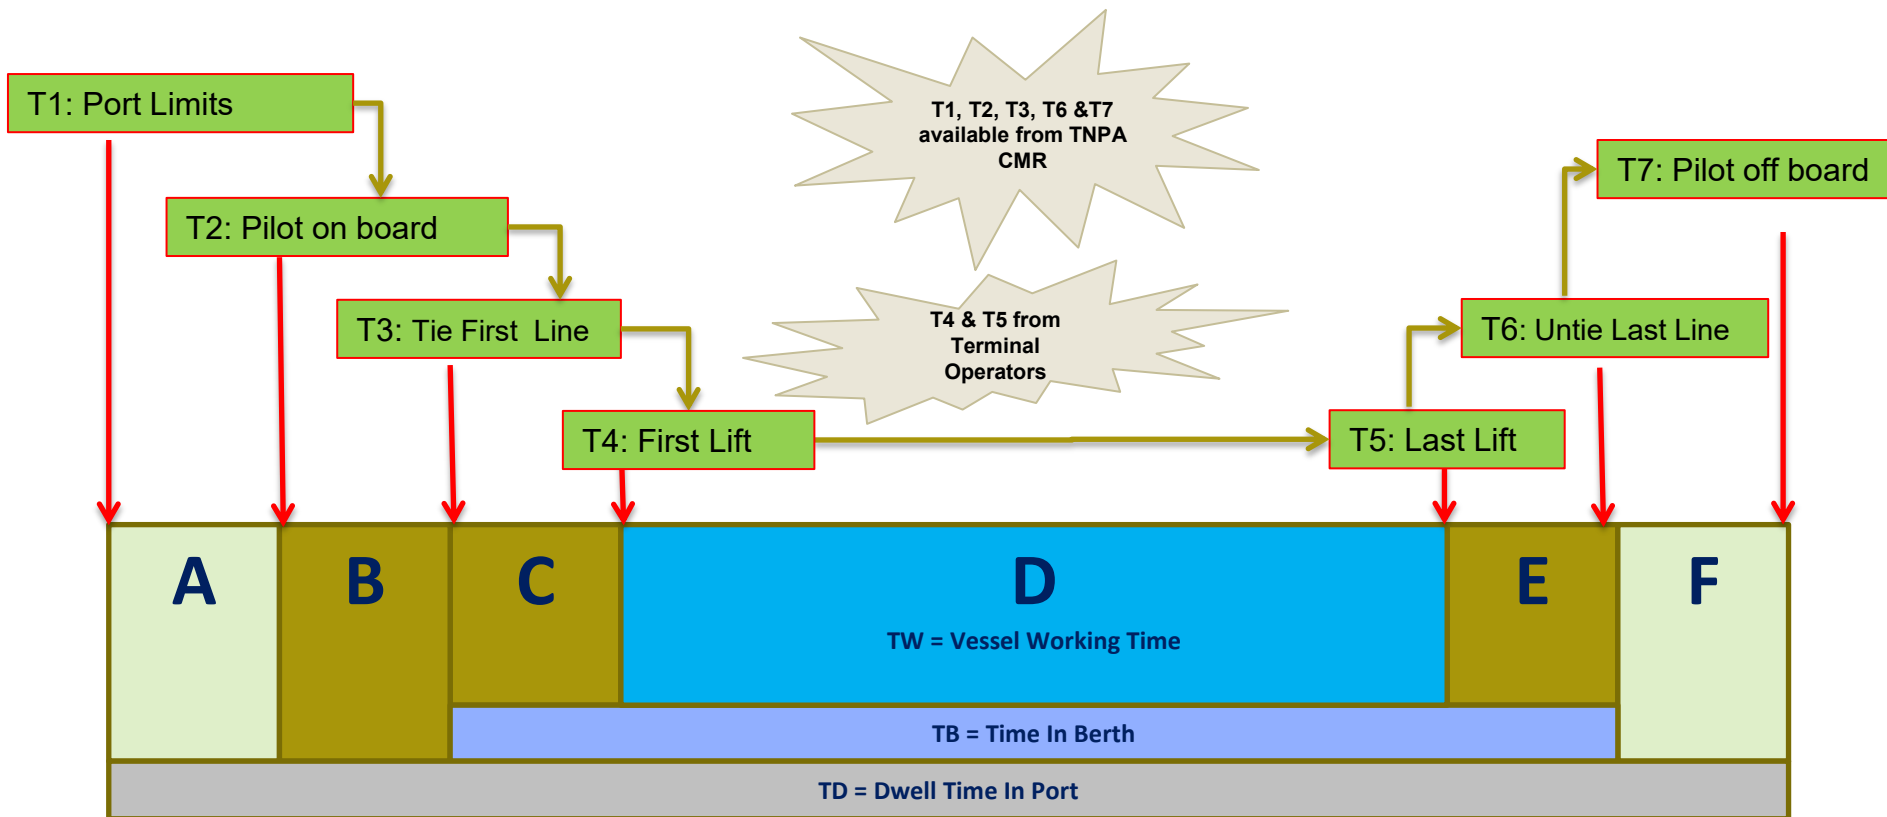 T1: Port Limits
T1, T2, T3, T6 &T7
available from TNPA
CMR
T7: Pilot off board
T2: Pilot on board
T3: Tie First Line
T4 & T5 from
Terminal
Operators
T6: Untie Last Line
T4: First Lift
T5: Last Lift
A
B
C
D
E
F
TW = Vessel Working Time
TB = Time In Berth
TD = Dwell Time In Port